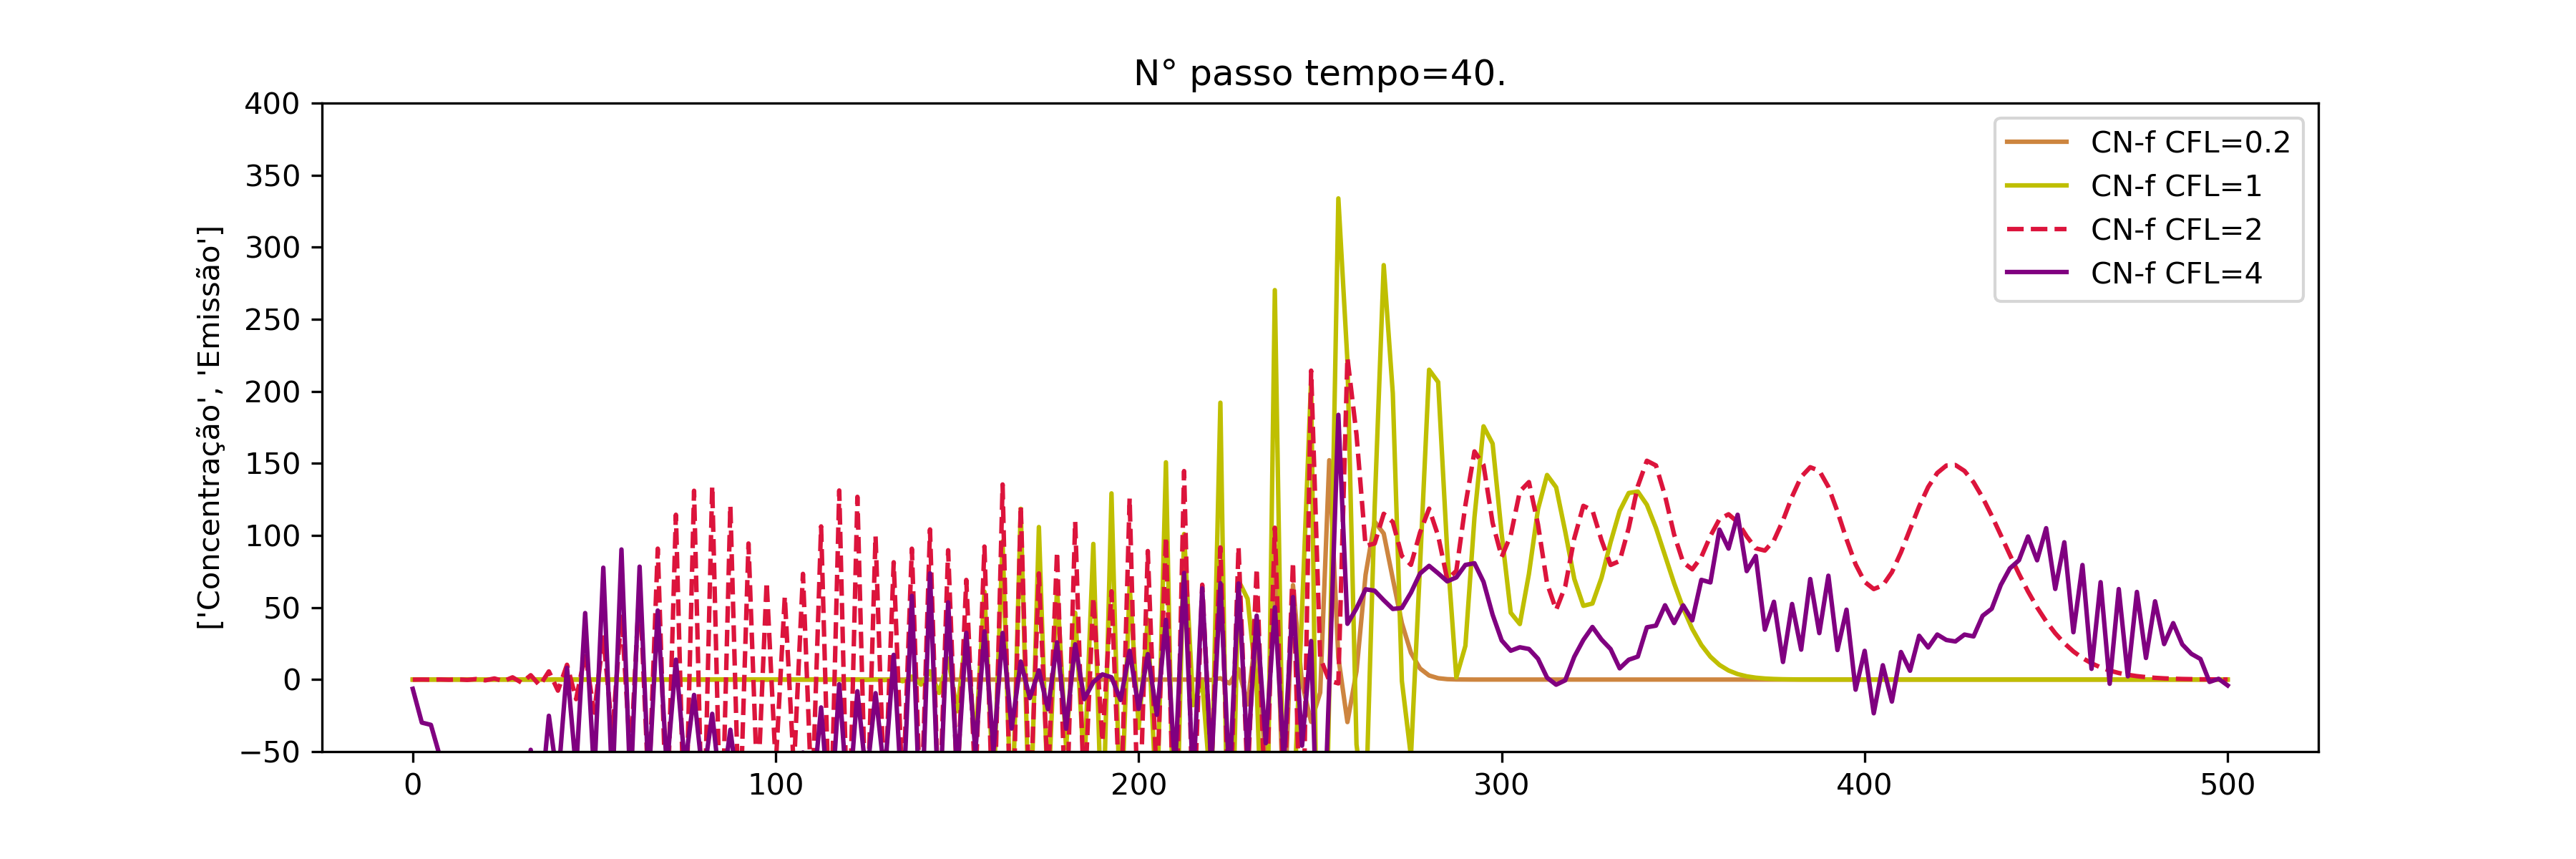 N° passo tempo=40.
['Concentração', 'Emissão']
400
350
300
250
200
150
100
50
0
−50
0 100 200 300 400 500
CN-f CFL=0.2
CN-f CFL=1
CN-f CFL=2
CN-f CFL=4